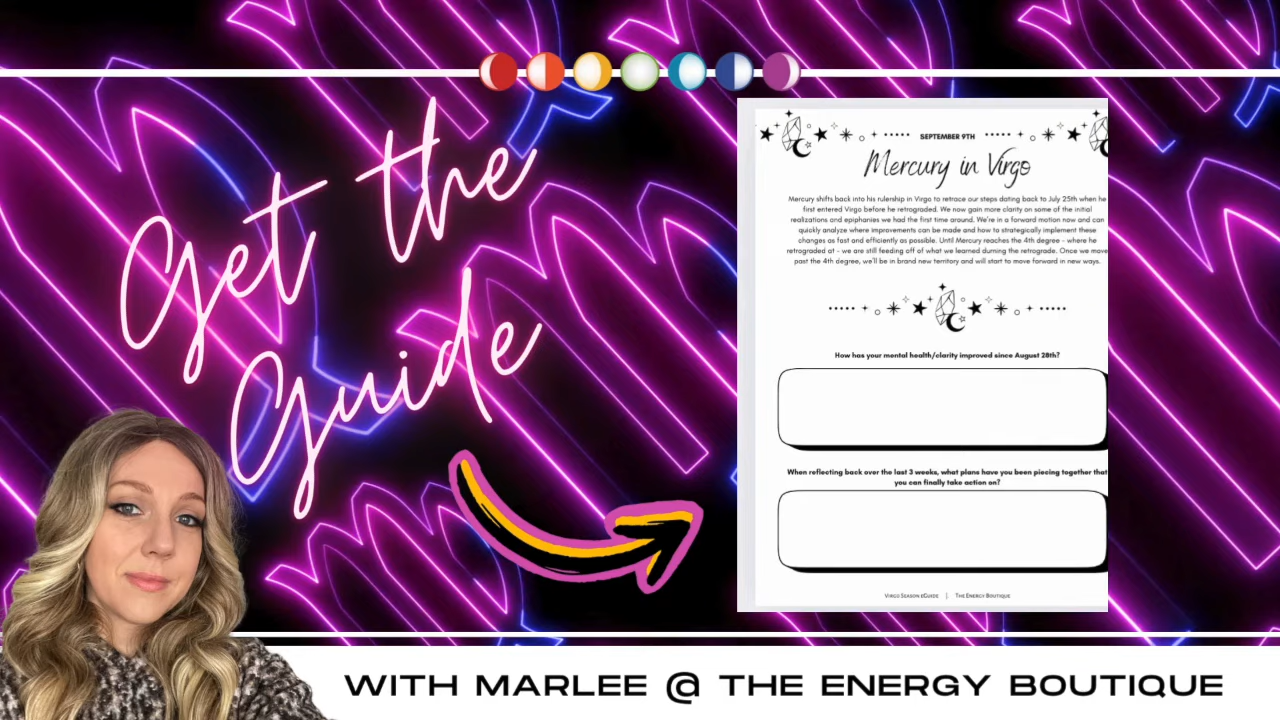 Get the
Guide
SEPTEMBER 9TH
Mercury in Virgo
Mercury shifts back into his rulership in Virgo to retrace our steps dating back to July 25th when he
first entered Virgo before he retrograded. We now gain more clarity on some of the initial
realizations and epiphanies we had the first time around. We're in a forward motion now and can
quickly analyze where improvements can be made and how to strategically implement these
changes as fast and efficiently as possible. Until Mercury reaches the 4th degree - where he
retrograded at - we are still feeding off of what we learned durning the retrograde. Once we move
past the 4th degree, we'll be in brand new territory and will start to move forward in new ways.
How has your mental health/clarity improved since August 28th?
When reflecting back over the last 3 weeks, what plans have you been piecing together that
you can finally take action on?
VIRGO SEASON EGUIDE | THE ENERGY BOUTIQUE
WITH MARLEE @ THE ENERGY BOUTIQUE